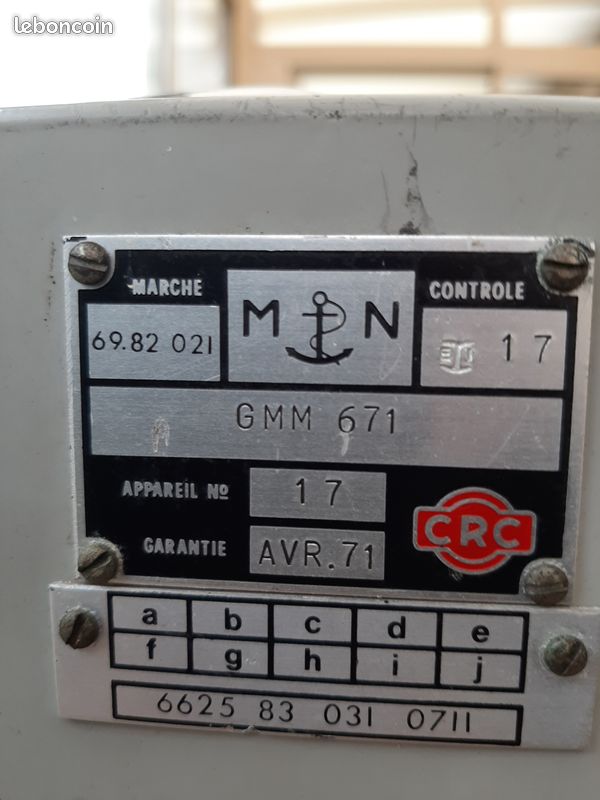 leboncoin
MARCHE
69.82 021
M N
CONTROLE
17
GMM 671
APPAREIL No
17
GARANTIE
AVR.71
CRC
a b c d e
f g h i j
6625 83 031 0711